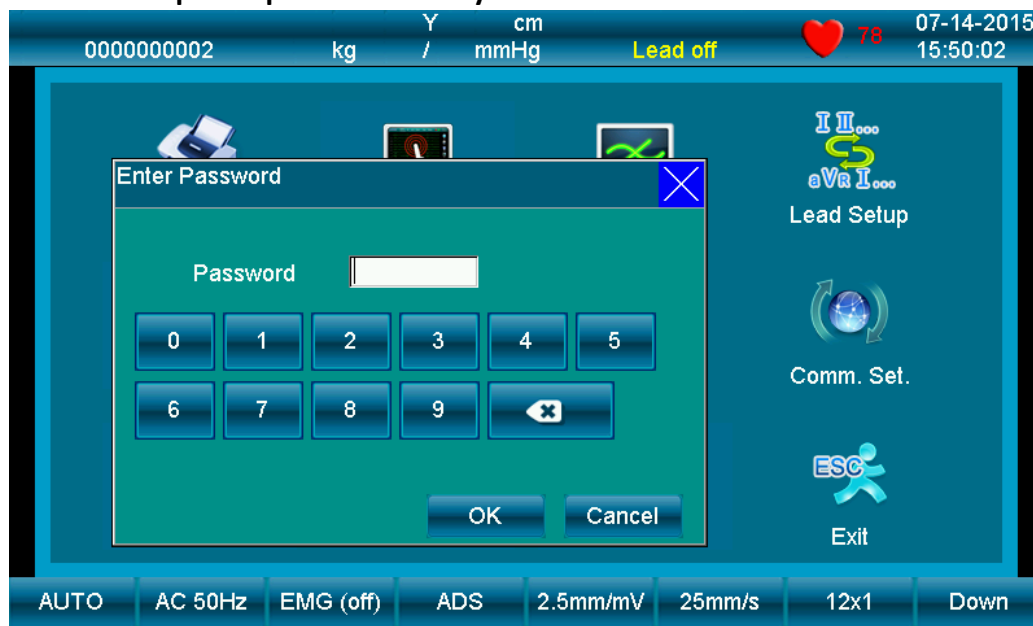 Y cm 07-14-2015
0000000002 kg / mmHg Lead off 78 15:50:02
I II...
aVR I...
Enter Password
Lead Setup
Password
0 1 2 3 4 5
Comm. Set.
6 7 8 9
ESC
OK Cancel
Exit
AUTO AC 50Hz EMG (off) ADS 2.5mm/mV 25mm/s 12x1 Down